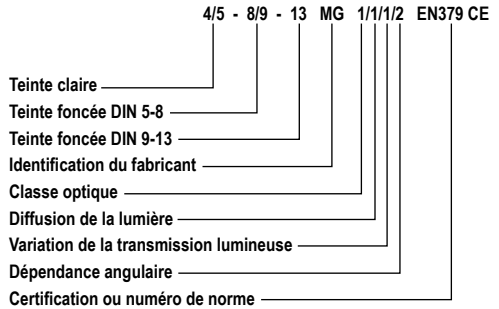 4/5 - 8/9 - 13 MG 1/1/1/2 EN379 CE
Teinte claire
Teinte foncée DIN 5-8
Teinte foncée DIN 9-13
Identification du fabricant
Classe optique
Diffusion de la lumière
Variation de la transmission lumineuse
Dépendance angulaire
Certification ou numéro de norme